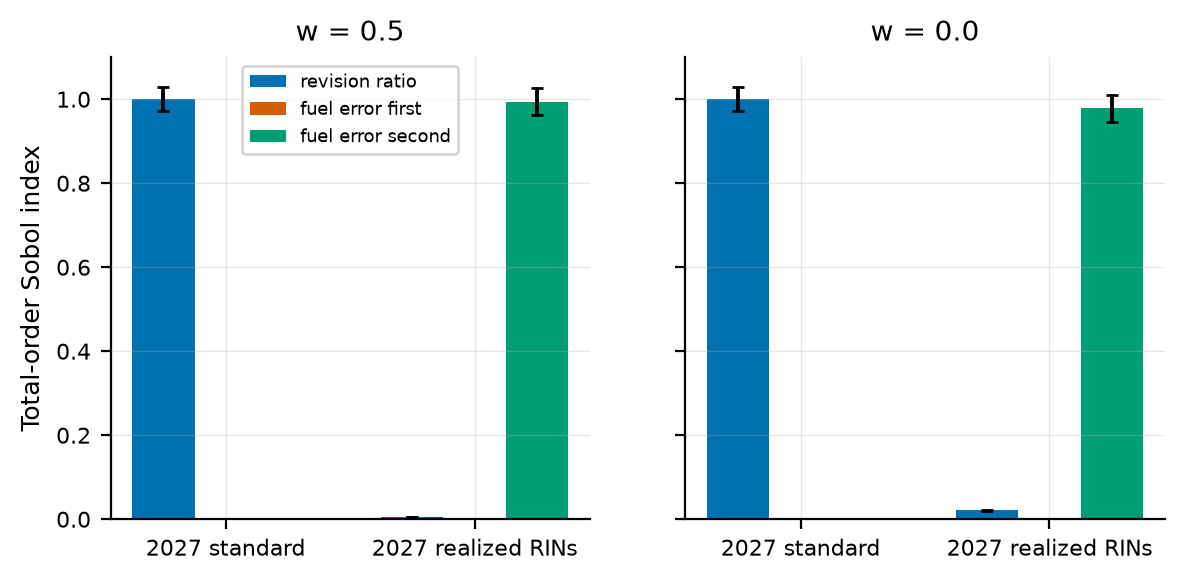 w = 0.5
w = 0.0
revision ratio
fuel error first
fuel error second
Total-order Sobol index
1.0
0.8
0.6
0.4
0.2
0.0
2027 standard
2027 realized RINs
2027 standard
2027 realized RINs